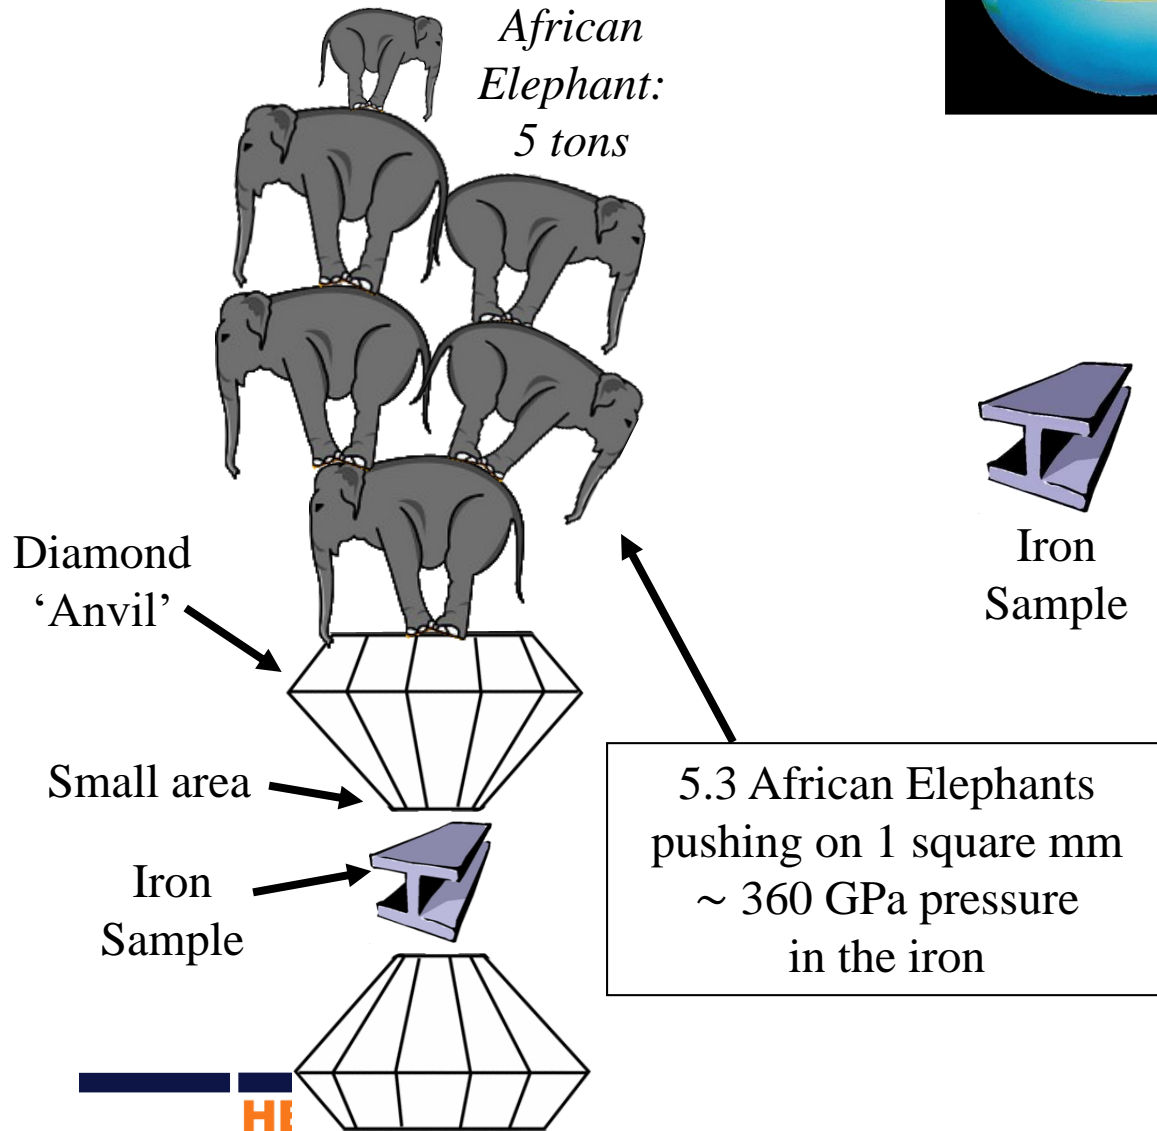 African
Elephant:
5 tons
Diamond
‘Anvil’
Iron
Sample
Small area
Iron
Sample
5.3 African Elephants
pushing on 1 square mm
~ 360 GPa pressure
in the iron